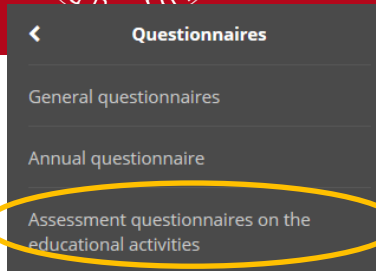 Questionnaires
General questionnaires
Annual questionnaire
Assessment questionnaires on the
educational activities